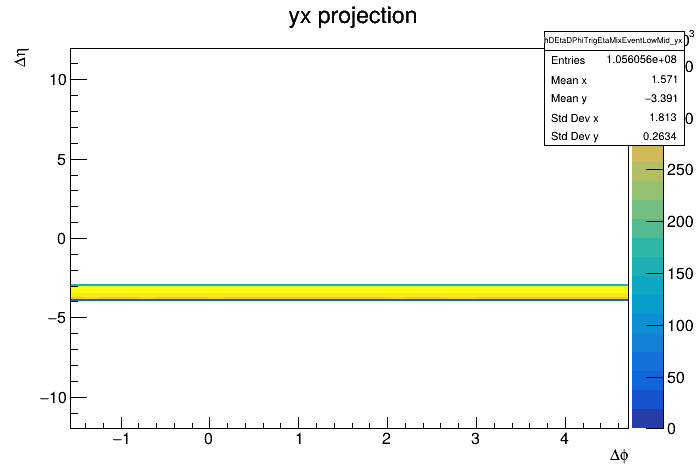 yx projection
Δη
hDEtaDPhiTrigEtaMixEventLowMid_yx
Entries 1.056056e+08
Mean x 1.571
Mean y −3.391
Std Dev x 1.813
Std Dev y 0.2634
10
5
0
−5
−10
−1 0 1 2 3 4
Δϕ
250
200
150
100
50
0